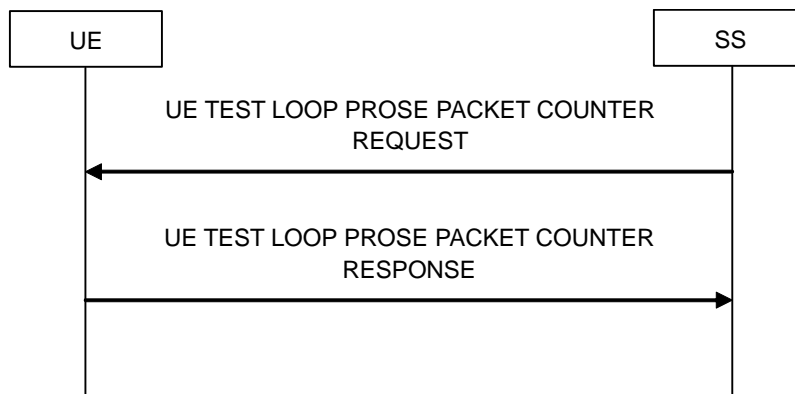 UE
SS
UE TEST LOOP PROSE PACKET COUNTER
REQUEST
UE TEST LOOP PROSE PACKET COUNTER
RESPONSE